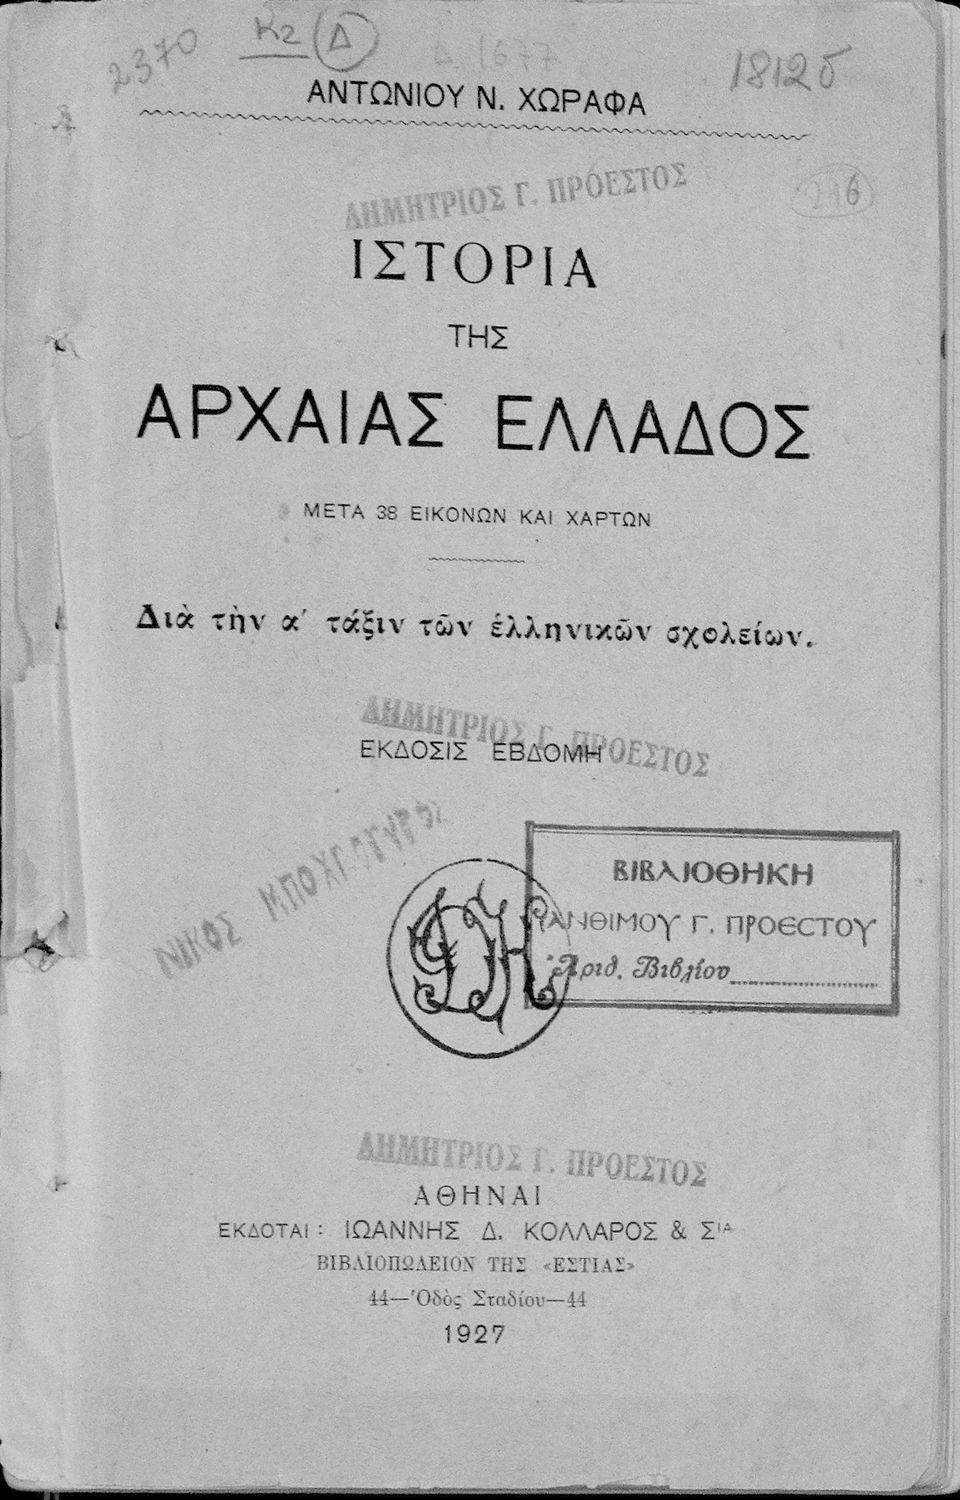 2370
Κ2 Δ
Δ. 1677
1812δ
ΑΝΤΩΝΙΟΥ Ν. ΧΩΡΑΦΑ
ΔΗΜΗΤΡΙΟΣ Γ. ΠΡΟΕΣΤΟΣ
ΙΣΤΟΡΙΑ
ΤΗΣ
ΑΡΧΑΙΑΣ ΕΛΛΑΔΟΣ
ΜΕΤΑ 38 ΕΙΚΟΝΩΝ ΚΑΙ ΧΑΡΤΩΝ
Διὰ τὴν α′ τάξιν τῶν ἑλληνικῶν σχολείων.
ΔΗΜΗΤΡΙΟΣ Γ. ΠΡΟΕΣΤΟΣ
ΕΚΔΟΣΙΣ ΕΒΔΟΜΗ
ΝΙΚΟΣ
ΒΙΒΛΙΟΘΗΚΗ
ΑΝΘΙΜΟΥ Γ. ΠΡΟΕΣΤΟΥ
Ἀριθ. Βιβλίου
ΔΗΜΗΤΡΙΟΣ Γ. ΠΡΟΕΣΤΟΣ
ΑΘΗΝΑΙ
ΕΚΔΟΤΑΙ : ΙΩΑΝΝΗΣ Δ. ΚΟΛΛΑΡΟΣ & ΣΙΑ
ΒΙΒΛΙΟΠΩΛΕΙΟΝ ΤΗΣ «ΕΣΤΙΑΣ»
44—Ὁδὸς Σταδίου—44
1927